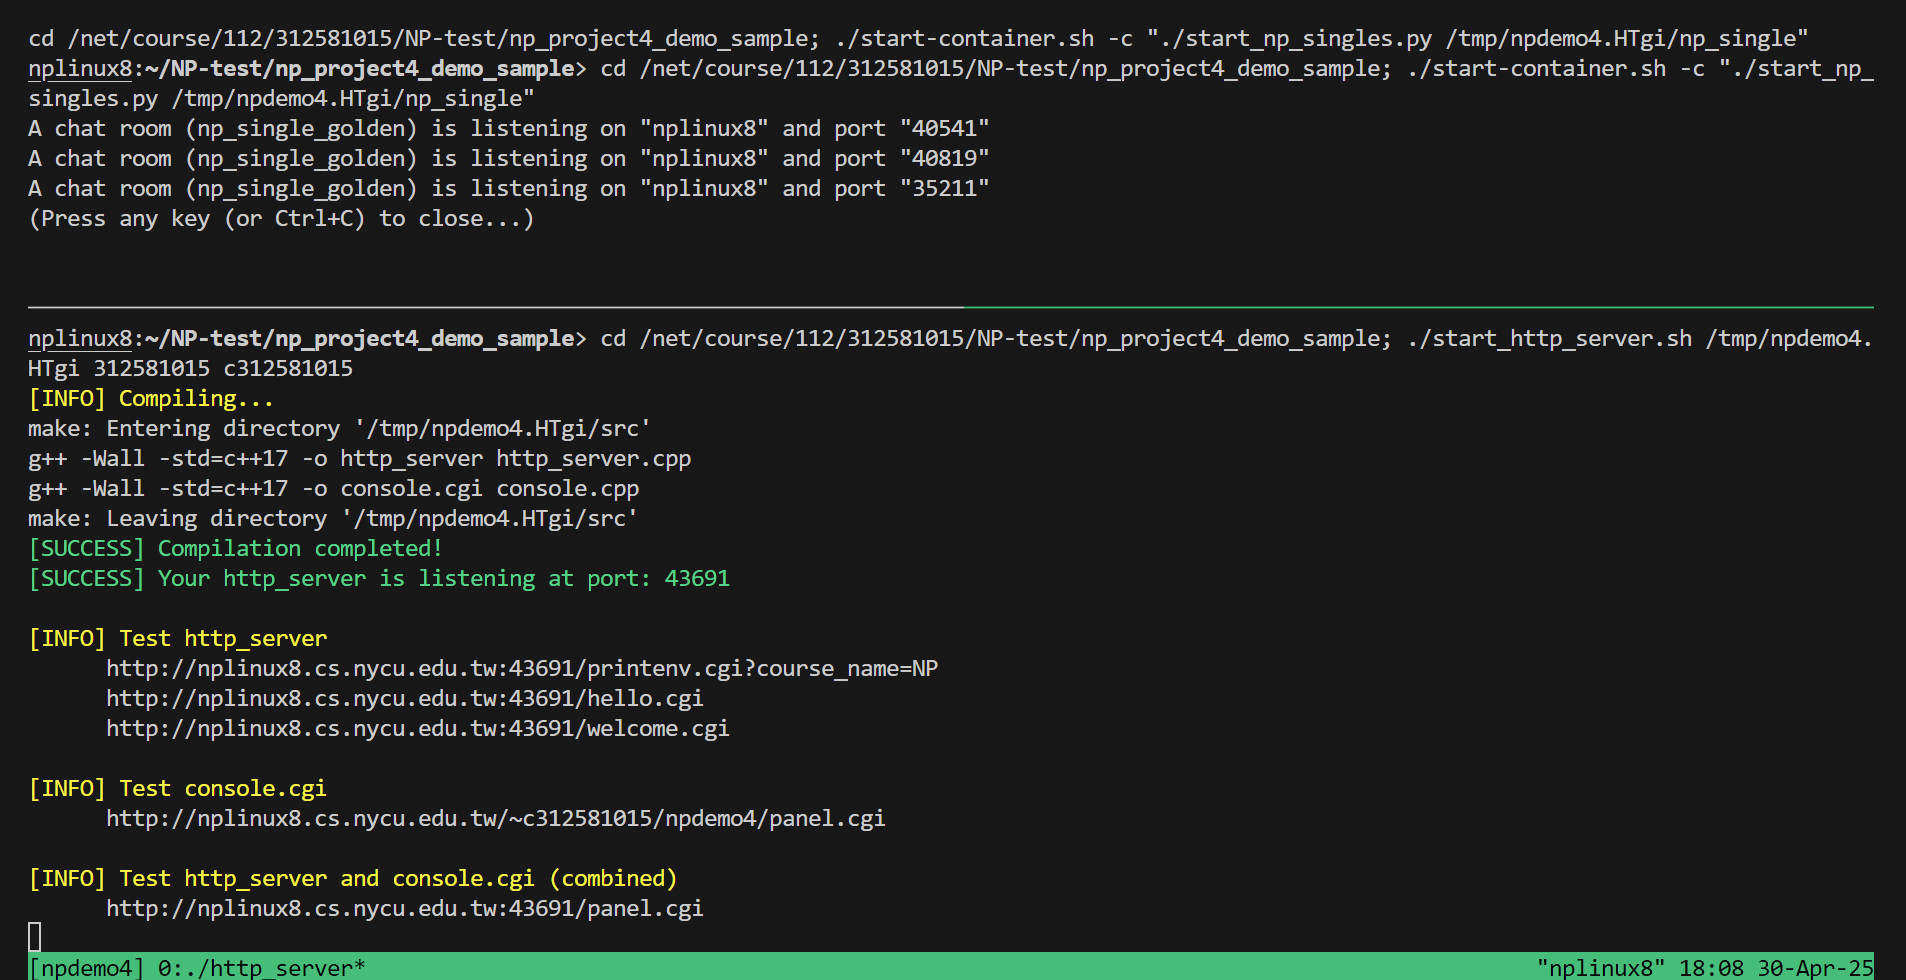 cd /net/course/112/312581015/NP-test/np_project4_demo_sample; ./start-container.sh -c "./start_np_singles.py /tmp/npdemo4.HTgi/np_single"
nplinux8:~/NP-test/np_project4_demo_sample> cd /net/course/112/312581015/NP-test/np_project4_demo_sample; ./start-container.sh -c "./start_np_
singles.py /tmp/npdemo4.HTgi/np_single"
A chat room (np_single_golden) is listening on "nplinux8" and port "40541"
A chat room (np_single_golden) is listening on "nplinux8" and port "40819"
A chat room (np_single_golden) is listening on "nplinux8" and port "35211"
(Press any key (or Ctrl+C) to close...)
nplinux8:~/NP-test/np_project4_demo_sample> cd /net/course/112/312581015/NP-test/np_project4_demo_sample; ./start_http_server.sh /tmp/npdemo4.
HTgi 312581015 c312581015
[INFO] Compiling...
make: Entering directory '/tmp/npdemo4.HTgi/src'
g++ -Wall -std=c++17 -o http_server http_server.cpp
g++ -Wall -std=c++17 -o console.cgi console.cpp
make: Leaving directory '/tmp/npdemo4.HTgi/src'
[SUCCESS] Compilation completed!
[SUCCESS] Your http_server is listening at port: 43691
[INFO] Test http_server
http://nplinux8.cs.nycu.edu.tw:43691/printenv.cgi?course_name=NP
http://nplinux8.cs.nycu.edu.tw:43691/hello.cgi
http://nplinux8.cs.nycu.edu.tw:43691/welcome.cgi
[INFO] Test console.cgi
http://nplinux8.cs.nycu.edu.tw/~c312581015/npdemo4/panel.cgi
[INFO] Test http_server and console.cgi (combined)
http://nplinux8.cs.nycu.edu.tw:43691/panel.cgi
[npdemo4] 0:./http_server* "nplinux8" 18:08 30-Apr-25